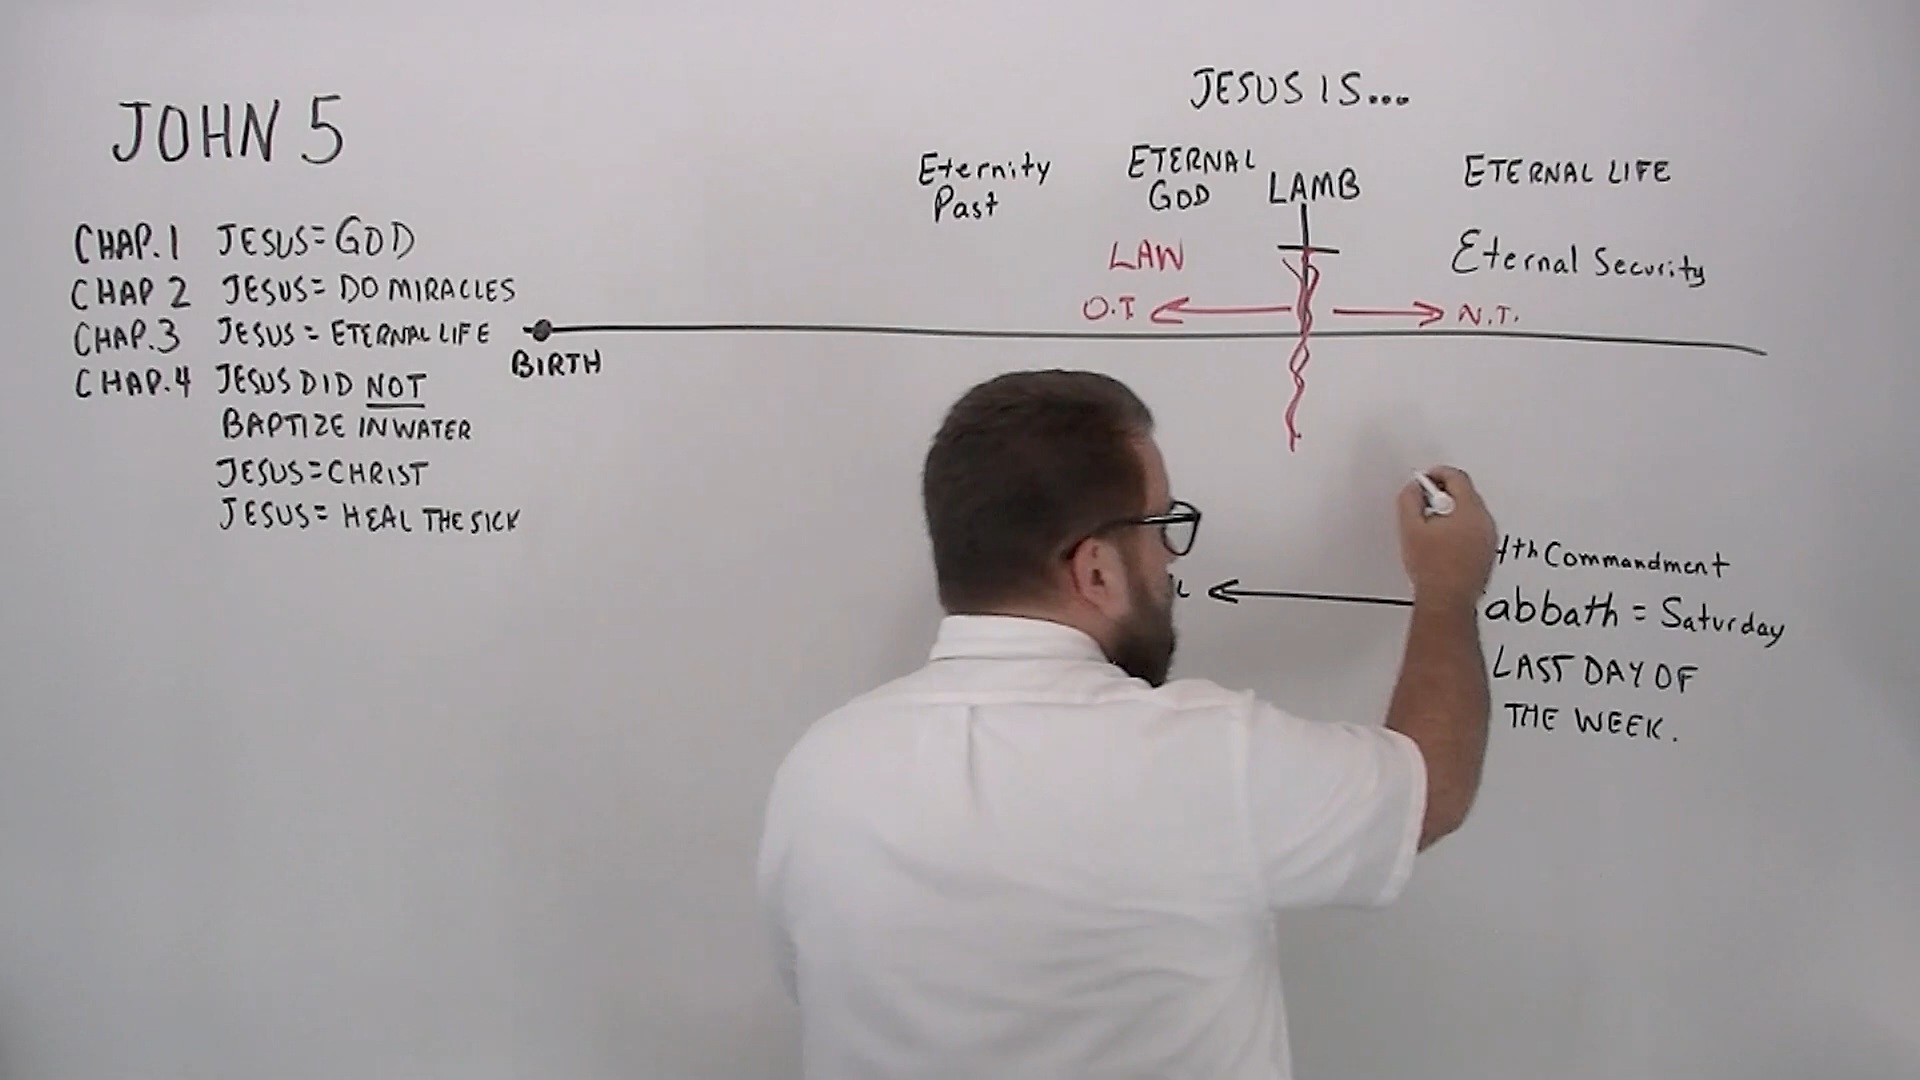 JOHN 5
CHAP.1 JESUS=GOD
CHAP 2 JESUS= DO MIRACLES
CHAP.3 JESUS = ETERNAL LIFE
CHAP.4 JESUS DID NOT
BAPTIZE IN WATER
JESUS=CHRIST
JESUS= HEAL THE SICK
BIRTH
JESUS IS...
Eternity
Past
ETERNAL
GOD
LAMB
ETERNAL LIFE
LAW
Eternal Security
O.T.
N.T.
4th Commandment
abbath = Saturday
LAST DAY OF
THE WEEK.